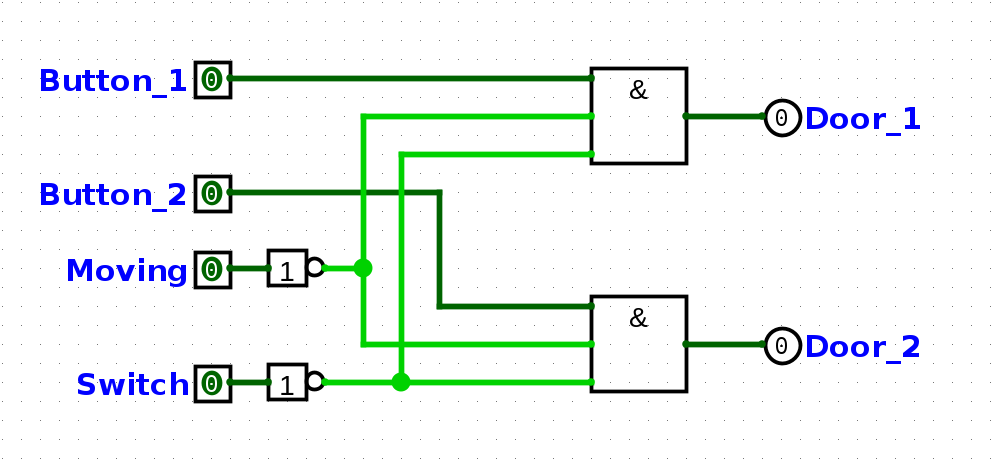 Button_1 0
&
0 Door_1
Button_2 0
Moving 0 1
&
0 Door_2
Switch 0 1